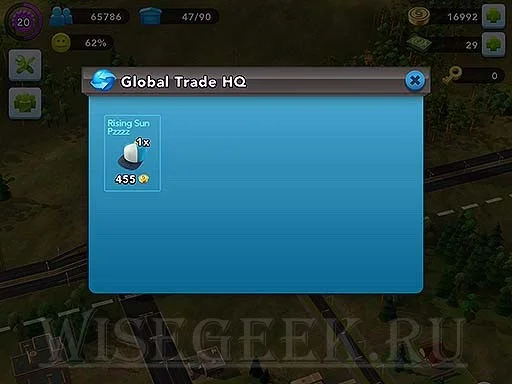 20
65786
47/90
16992
62%
29
0
Global Trade HQ
Rising Sun
Pzzzz
1x
455
WISEGEEK.RU